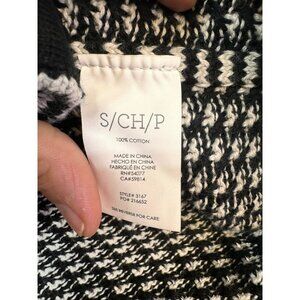 S/CH/P
100% COTTON
MADE IN CHINA
HECHO EN CHINA
FABRIQUÉ EN CHINE
RN#54077
CA#59814
STYLE# 3167
PO# 216652
SEE REVERSE FOR CARE